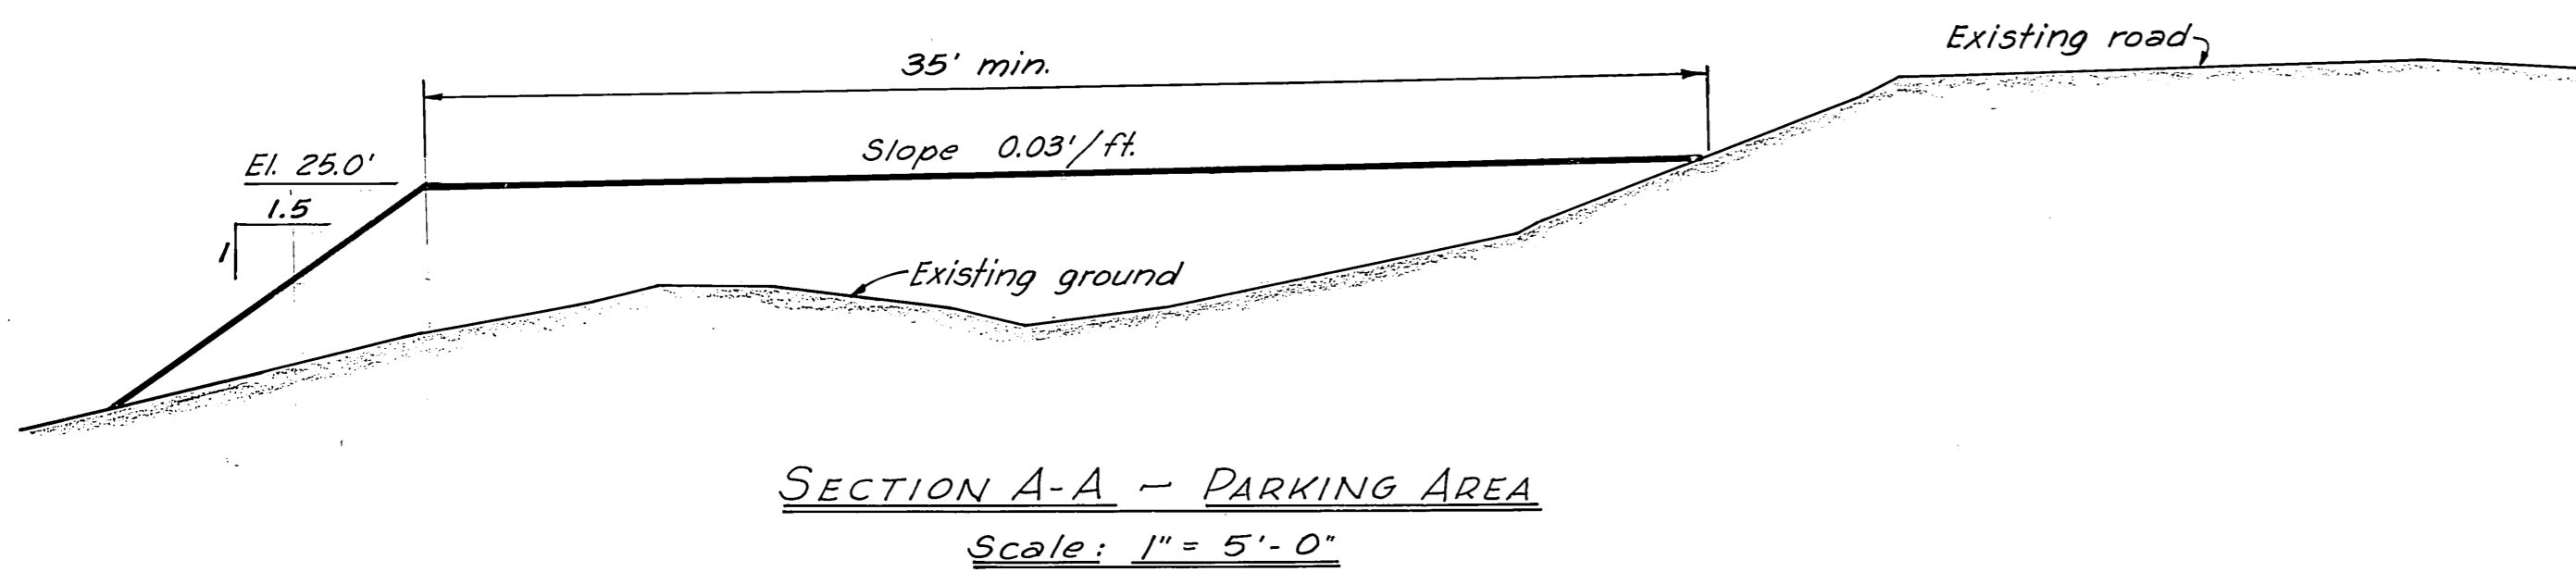 Existing road
35' min.
Slope 0.03'/ft.
El. 25.0'
1.5
1
Existing ground
SECTION A-A - PARKING AREA
Scale: 1" = 5'-0"